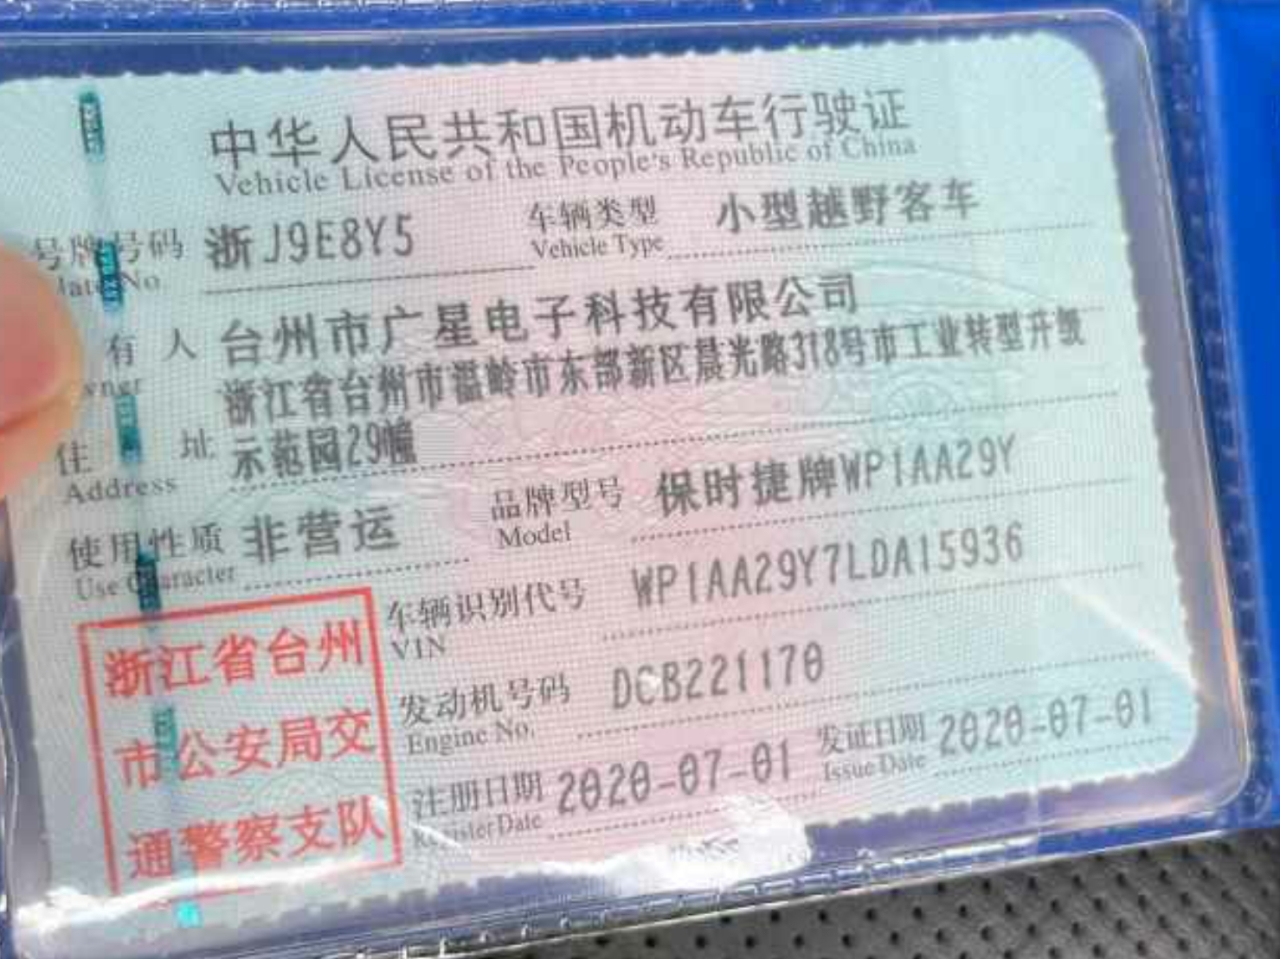 中华人民共和国机动车行驶证
Vehicle License of the People's Republic of China
号牌号码 浙J9E8Y5 车辆类型 小型越野客车
Plate No. Vehicle Type
有 人 台州市广星电子科技有限公司
Owner
浙江省台州市温岭市东部新区晨光路318号市工业转型升级
住 址 示范园29幢
Address
使用性质 非营运 品牌型号 保时捷牌WP1AA29Y
Use Character Model
车辆识别代号 WP1AA29Y7LDA15936
VIN
发动机号码 DCB221170
Engine No.
注册日期 2020-07-01 发证日期 2020-07-01
Register Date Issue Date
浙江省台州
市公安局交
通警察支队